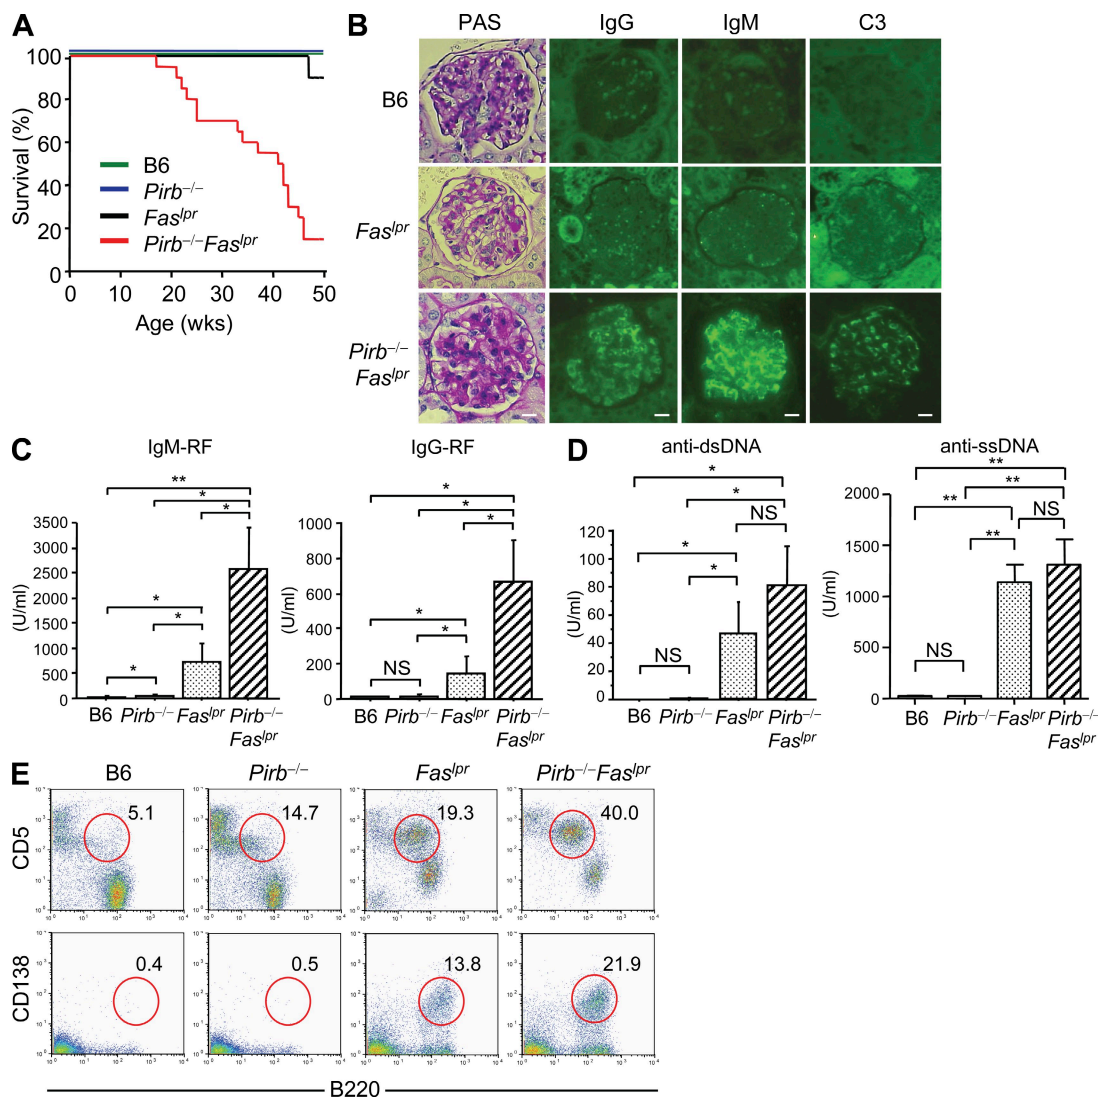 A
Survival (%)
100
80
60
40
20
0
0 10 20 30 40 50
Age (wks)
B6
Pirb–/–
Faslpr
Pirb–/–Faslpr
B
PAS IgG IgM C3
B6
Faslpr
Pirb–/–
Faslpr
C
IgM-RF
**
*
*
*
*
*
(U/ml)
3500
3000
2500
2000
1500
1000
500
0
B6 Pirb–/– Faslpr Pirb–/–
Faslpr
IgG-RF
*
*
*
*
*
NS
(U/ml)
1000
800
600
400
200
0
B6 Pirb–/– Faslpr Pirb–/–
Faslpr
D
anti-dsDNA
*
*
NS
*
*
NS
(U/ml)
120
100
80
60
40
20
0
B6 Pirb–/– Faslpr Pirb–/–
Faslpr
anti-ssDNA
**
**
** NS
**
NS
(U/ml)
2000
1500
1000
500
0
B6 Pirb–/– Faslpr Pirb–/–
Faslpr
E
B6 Pirb–/– Faslpr Pirb–/–Faslpr
CD5
5.1 14.7 19.3 40.0
CD138
0.4 0.5 13.8 21.9
B220